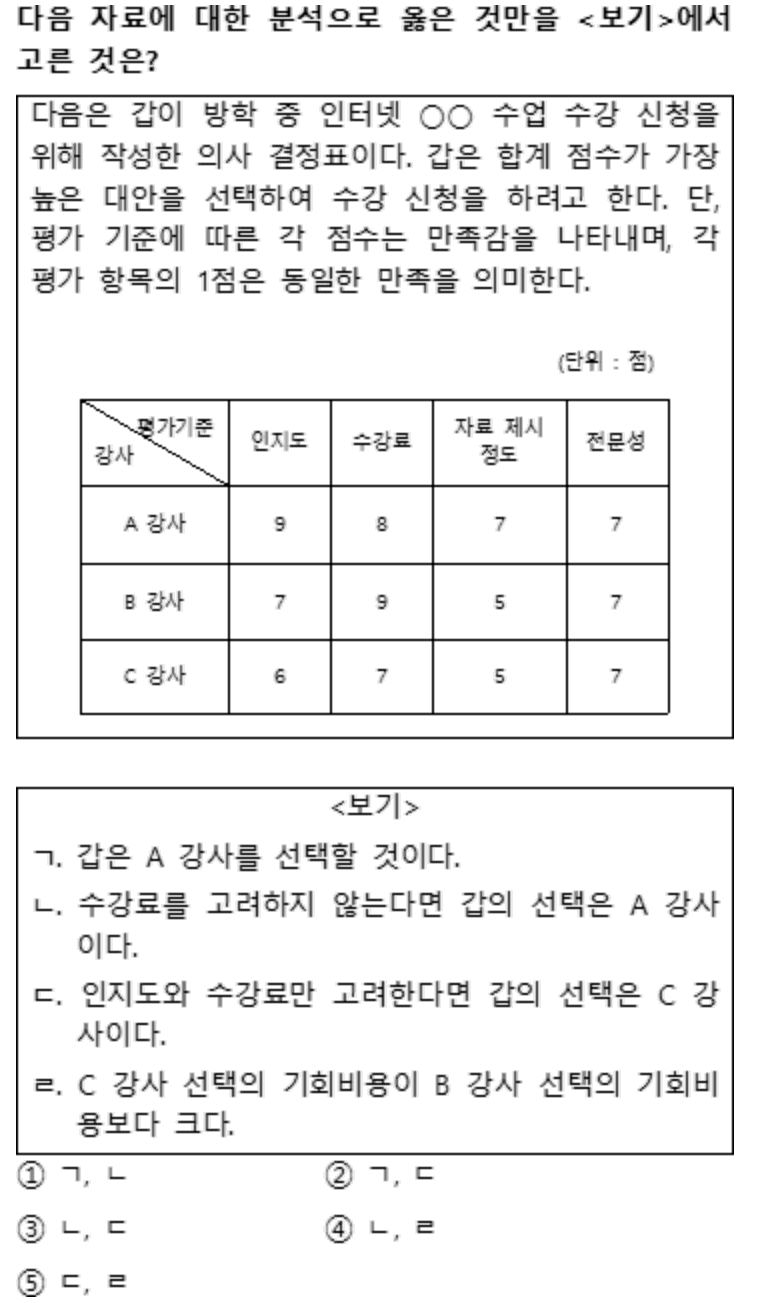 다음 자료에 대한 분석으로 옳은 것만을 <보기>에서
고른 것은?
다음은 갑이 방학 중 인터넷 ○○ 수업 수강 신청을
위해 작성한 의사 결정표이다. 갑은 합계 점수가 가장
높은 대안을 선택하여 수강 신청을 하려고 한다. 단,
평가 기준에 따른 각 점수는 만족감을 나타내며, 각
평가 항목의 1점은 동일한 만족을 의미한다.
(단위 : 점)
평가기준
강사
인지도
수강료
자료 제시
정도
전문성
A 강사 9 8 7 7
B 강사 7 9 5 7
C 강사 6 7 5 7
<보기>
ㄱ. 갑은 A 강사를 선택할 것이다.
ㄴ. 수강료를 고려하지 않는다면 갑의 선택은 A 강사
이다.
ㄷ. 인지도와 수강료만 고려한다면 갑의 선택은 C 강
사이다.
ㄹ. C 강사 선택의 기회비용이 B 강사 선택의 기회비
용보다 크다.
① ㄱ, ㄴ ② ㄱ, ㄷ
③ ㄴ, ㄷ ④ ㄴ, ㄹ
⑤ ㄷ, ㄹ